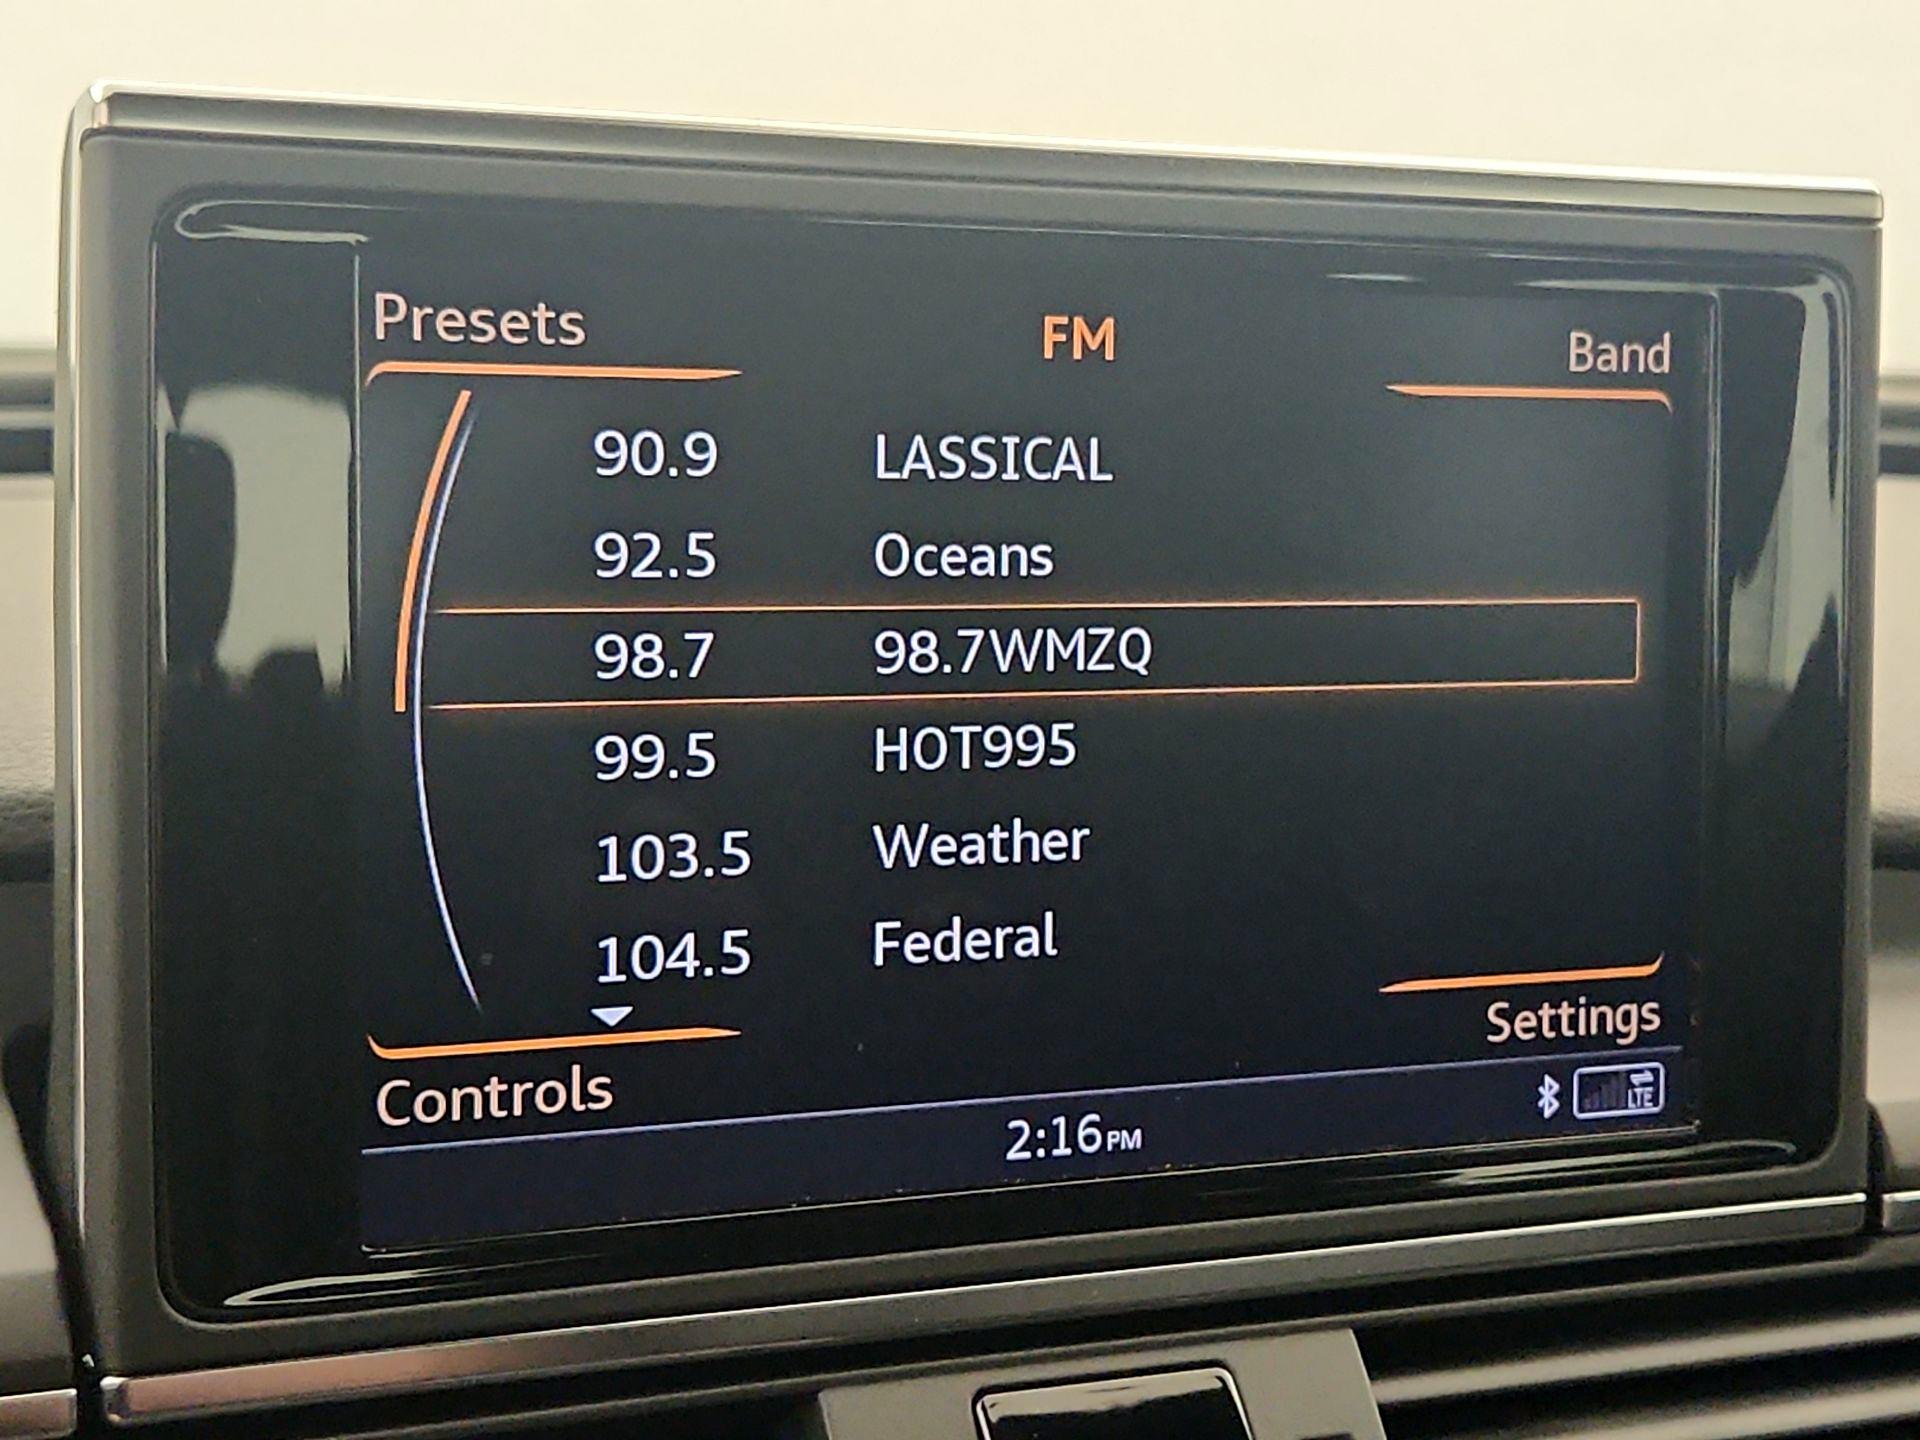 Presets
FM
Band
90.9 LASSICAL
92.5 Oceans
98.7 98.7WMZQ
99.5 HOT995
103.5 Weather
104.5 Federal
Settings
Controls
2:16PM
LTE